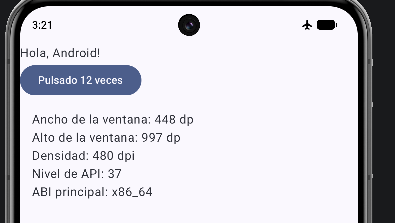 3:21
Hola, Android!
Pulsado 12 veces
Ancho de la ventana: 448 dp
Alto de la ventana: 997 dp
Densidad: 480 dpi
Nivel de API: 37
ABI principal: x86_64